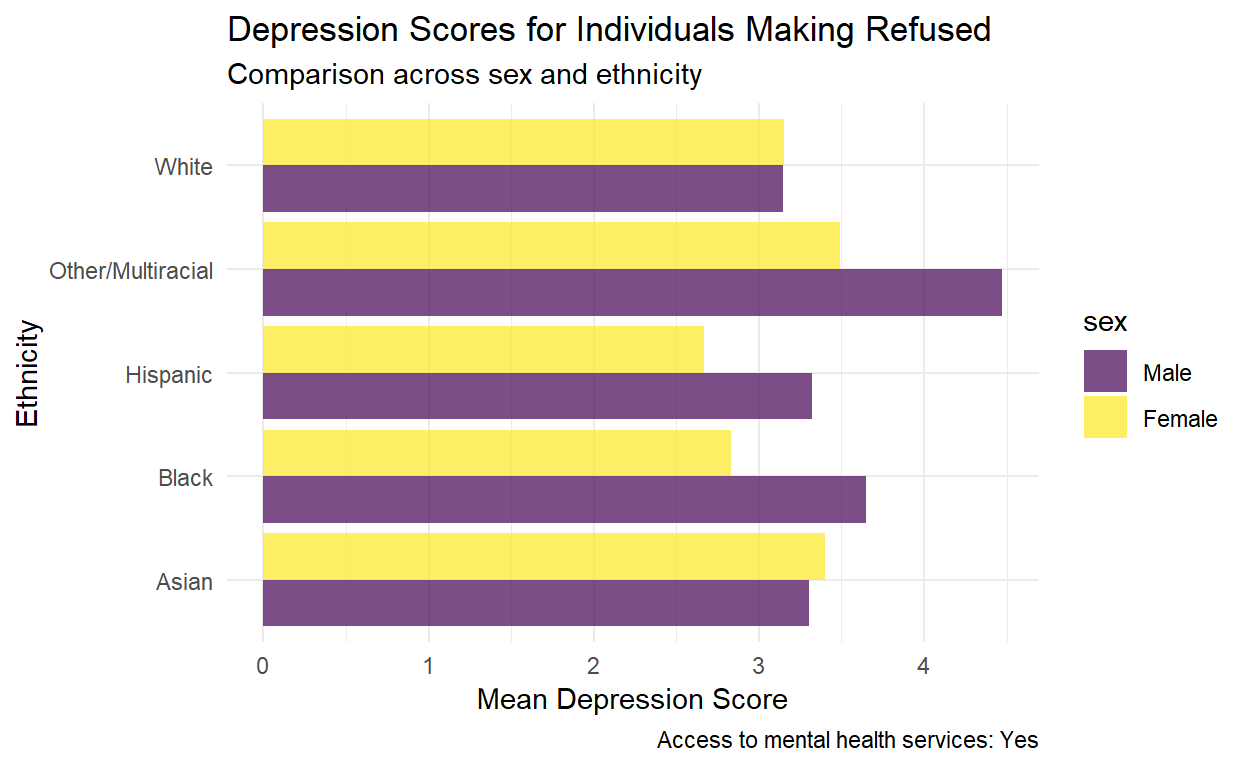 Depression Scores for Individuals Making Refused
Comparison across sex and ethnicity
Ethnicity
White
Other/Multiracial
Hispanic
Black
Asian
0 1 2 3 4
Mean Depression Score
Access to mental health services: Yes
sex
Male
Female